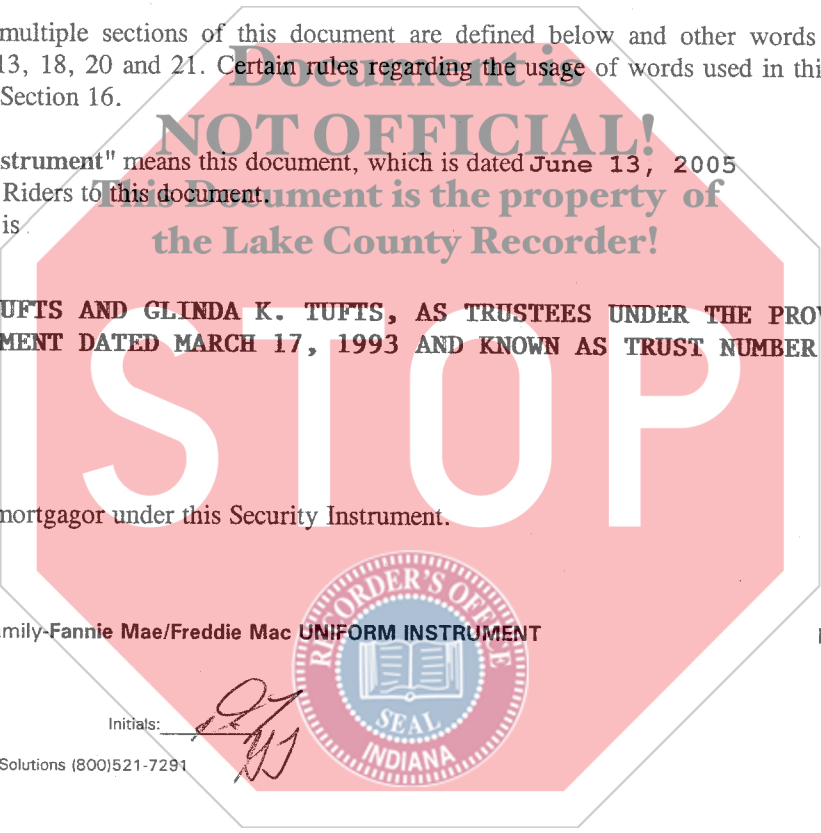 multiple sections of this document are defined below and other words
Document is
13, 18, 20 and 21. Certain rules regarding the usage of words used in thi
Section 16.
NOT OFFICIAL!
strument" means this document, which is dated June 13, 2005
Riders to this document.
This Document is the property of
is
the Lake County Recorder!
UFTS AND GLINDA K. TUFTS, AS TRUSTEES UNDER THE PROV
MENT DATED MARCH 17, 1993 AND KNOWN AS TRUST NUMBER
STOP
mortgagor under this Security Instrument.
RECORDER'S OFFICE
mily-Fannie Mae/Freddie Mac UNIFORM INSTRUMENT
SEAL
Initials:
INDIANA
Solutions (800)521-7291